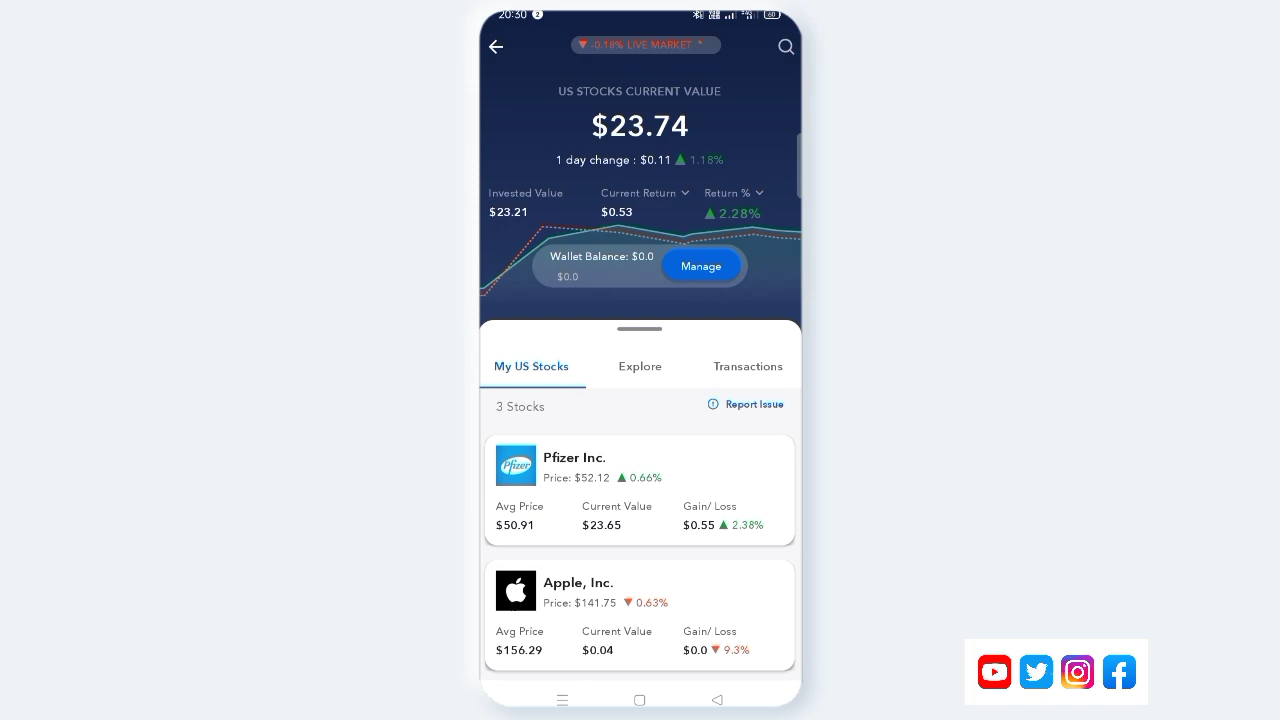 20:30 2 60
-0.18% LIVE MARKET
US STOCKS CURRENT VALUE
$23.74
1 day change : $0.11 ▲ 1.18%
Invested Value Current Return Return %
$23.21 $0.53 ▲ 2.28%
Wallet Balance: $0.0
$0.0
Manage
My US Stocks Explore Transactions
3 Stocks Report Issue
Pfizer
Pfizer Inc.
Price: $52.12 ▲ 0.66%
Avg Price Current Value Gain/ Loss
$50.91 $23.65 $0.55 ▲ 2.38%
Apple, Inc.
Price: $141.75 ▼ 0.63%
Avg Price Current Value Gain/ Loss
$156.29 $0.04 $0.0 ▼ 9.3%